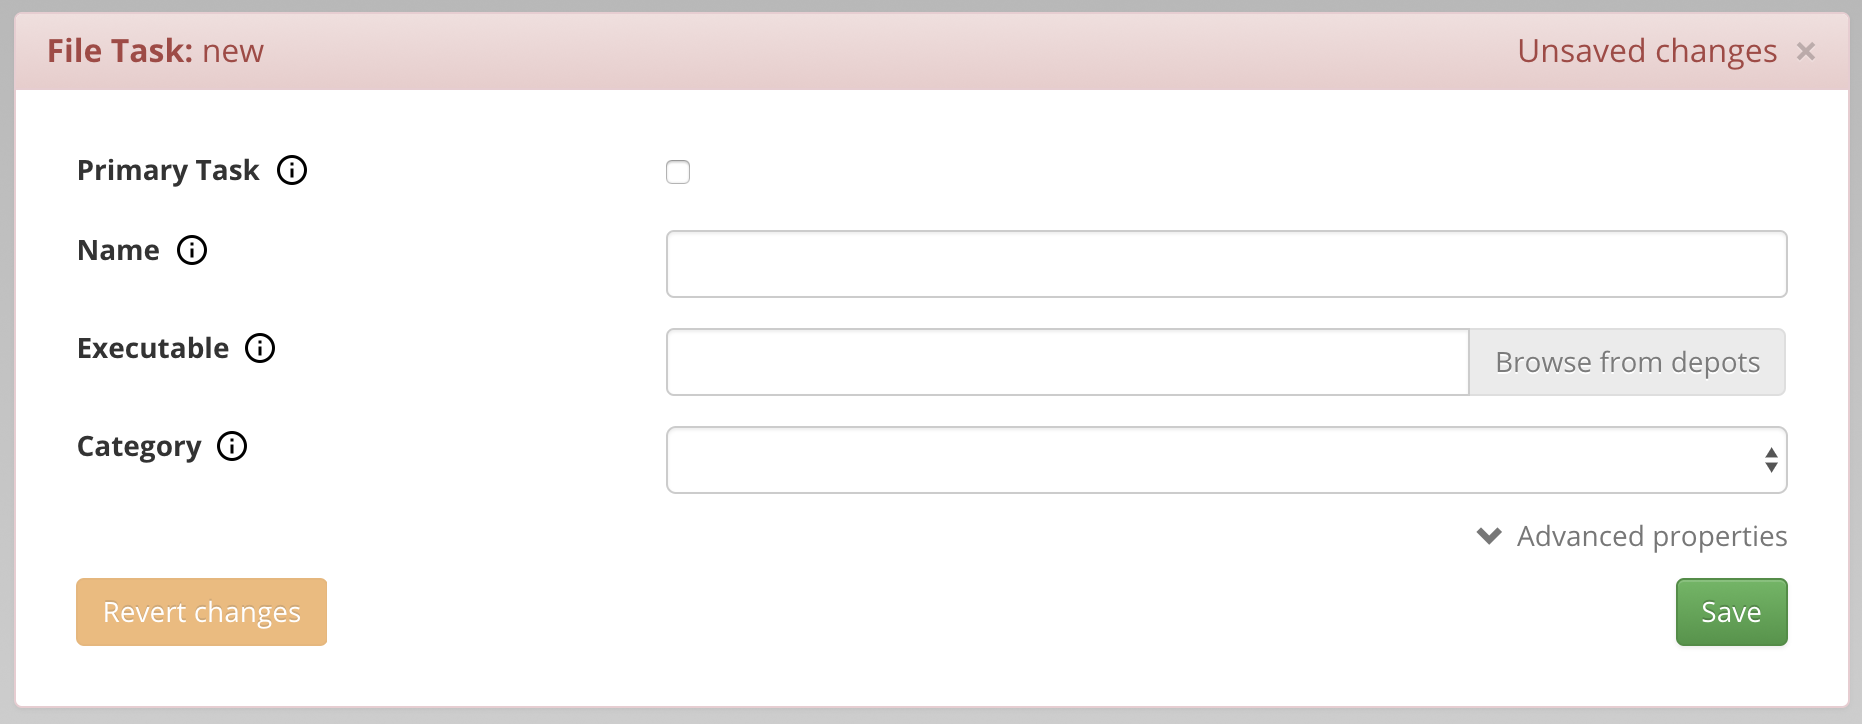 File Task: new Unsaved changes ×
Primary Task
Name
Executable Browse from depots
Category
Advanced properties
Revert changes Save